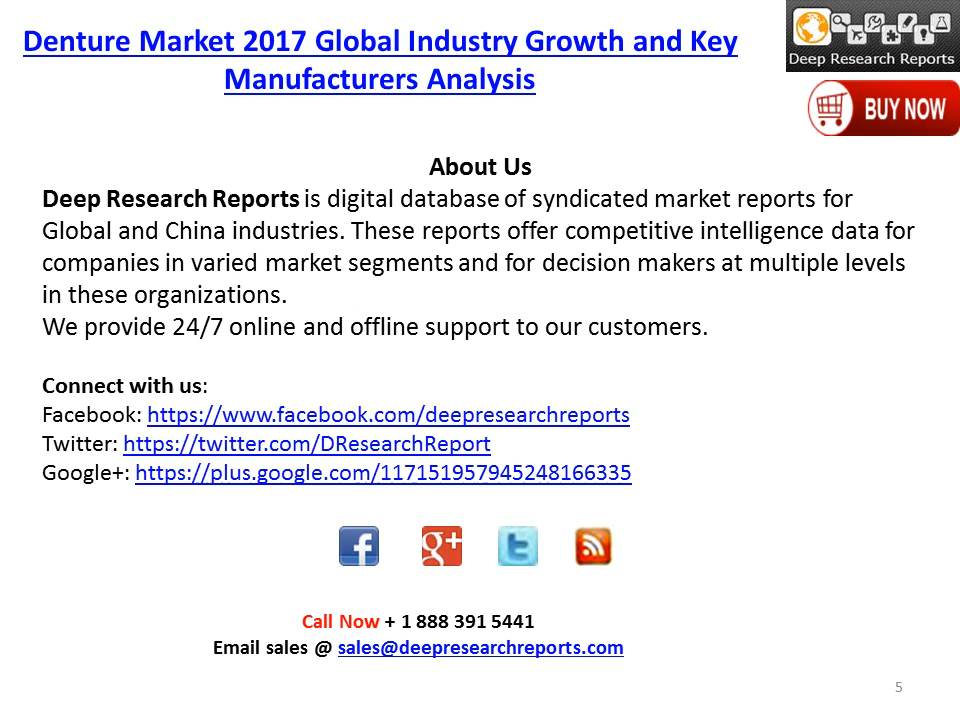 Denture Market 2017 Global Industry Growth and Key
Manufacturers Analysis
Deep Research Reports
BUY NOW
About Us
Deep Research Reports is digital database of syndicated market reports for
Global and China industries. These reports offer competitive intelligence data for
companies in varied market segments and for decision makers at multiple levels
in these organizations.
We provide 24/7 online and offline support to our customers.
Connect with us:
Facebook: https://www.facebook.com/deepresearchreports
Twitter: https://twitter.com/DResearchReport
Google+: https://plus.google.com/117151957945248166335
f g+ t
Call Now + 1 888 391 5441
Email sales @ sales@deepresearchreports.com
5